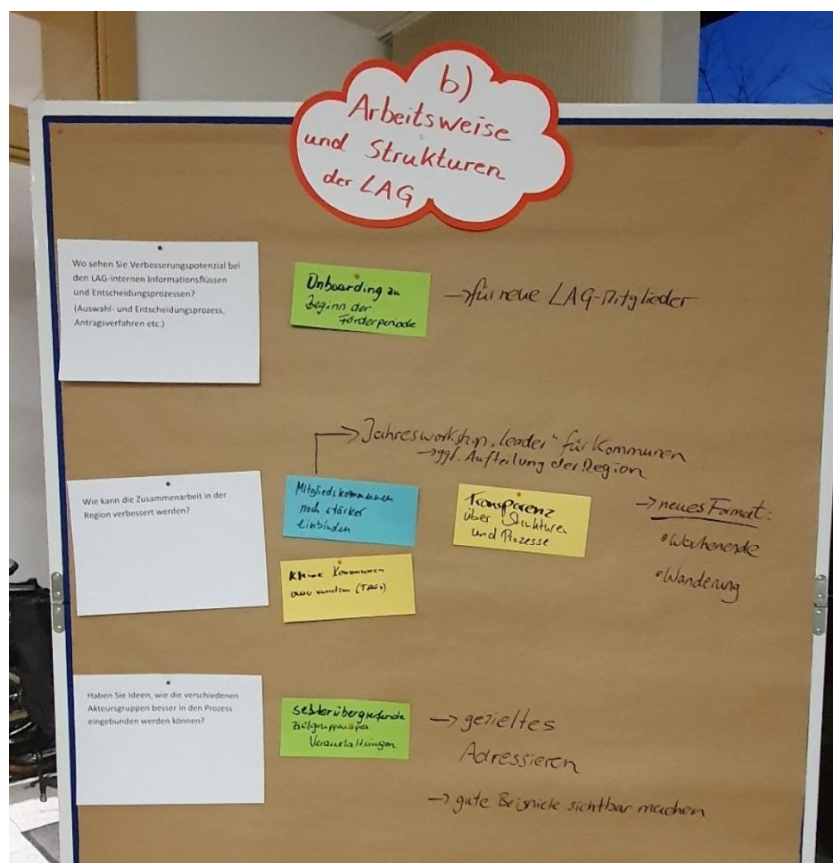 b)
Arbeitsweise
und Strukturen
der LAG
Wo sehen Sie Verbesserungspotenzial bei
den LAG-internen Informationsflüssen
und Entscheidungsprozessen?
(Auswahl- und Entscheidungsprozess,
Antragsverfahren etc.)
Onboarding zu
Beginn der
Förderperiode
→ für neue LAG-Mitglieder
→ Jahresworkshop „Leader“ für Kommunen
→ ggf. Aufteilung der Region
Wie kann die Zusammenarbeit in der
Region verbessert werden?
Mitgliedskommunen
noch stärker
einbinden
Kleine Kommunen
Transparenz
über Strukturen
und Prozesse
→ neues Format:
• Wochenende
• Wanderung
Haben Sie Ideen, wie die verschiedenen
Akteursgruppen besser in den Prozess
eingebunden werden können?
sektorübergreifende
Veranstaltungen
→ gezieltes
Adressieren
→ gute Beispiele sichtbar machen